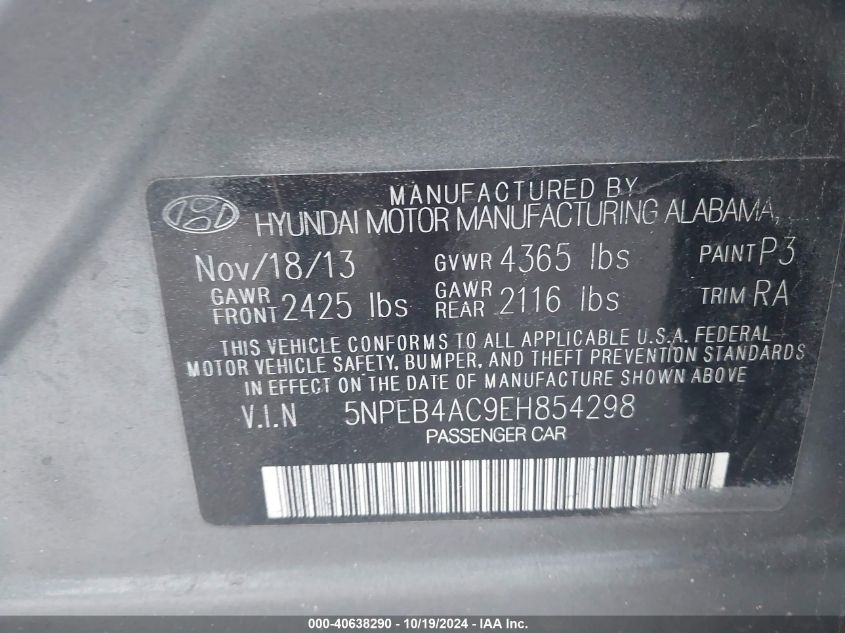 MANUFACTURED BY
HYUNDAI MOTOR MANUFACTURING ALABAMA,
Nov/18/13 GVWR 4365 lbs PAINT P3
GAWR FRONT 2425 lbs GAWR REAR 2116 lbs TRIM RA
THIS VEHICLE CONFORMS TO ALL APPLICABLE U.S.A. FEDERAL
MOTOR VEHICLE SAFETY, BUMPER, AND THEFT PREVENTION STANDARDS
IN EFFECT ON THE DATE OF MANUFACTURE SHOWN ABOVE
V.I.N 5NPEB4AC9EH854298
PASSENGER CAR
000-40638290 - 10/19/2024 - IAA Inc.